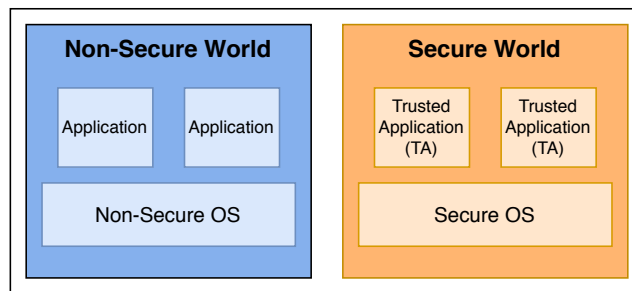 Non-Secure World
Application
Application
Non-Secure OS
Secure World
Trusted
Application
(TA)
Trusted
Application
(TA)
Secure OS